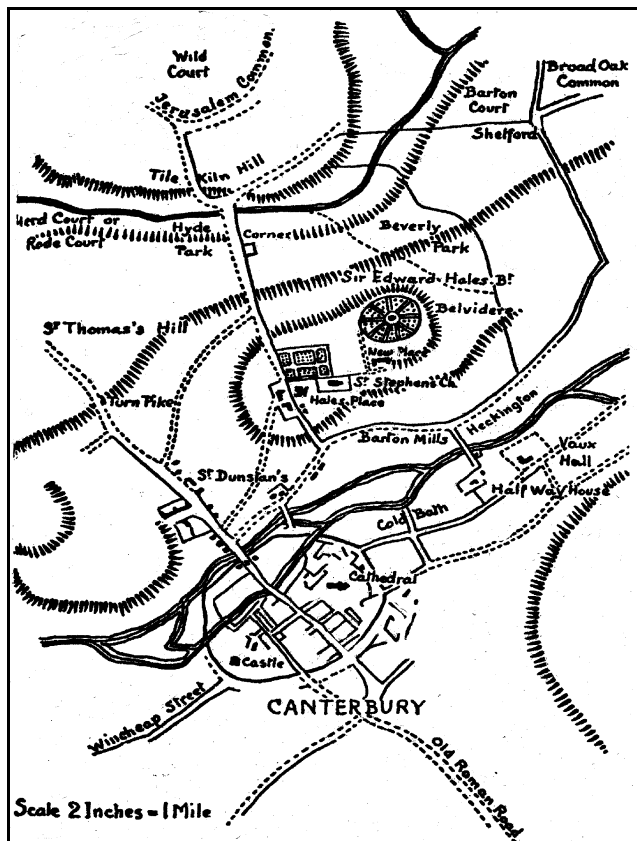 Wild
Court
Jerusalem Common
Broad Oak
Common
Barton
Court
Shelford
Tile Kiln Hill
Herd Court or
Rode Court
Hyde
Park
Corner
Beverly
Park
Sir Edward Hales Bt
Belvidere
St Thomas's Hill
New Place
St Stephens Ch.
Hales Place
Turn Pike
Heckington
Barton Mills
Vaux
Hall
St Dunstan's
Half Way House
Cold Bath
Cathedral
Castle
Wincheap Street
CANTERBURY
Old Roman Road
Scale 2 Inches = 1 Mile